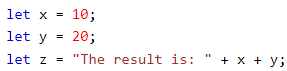 let x = 10;
let y = 20;
let z = "The result is: " + x + y;